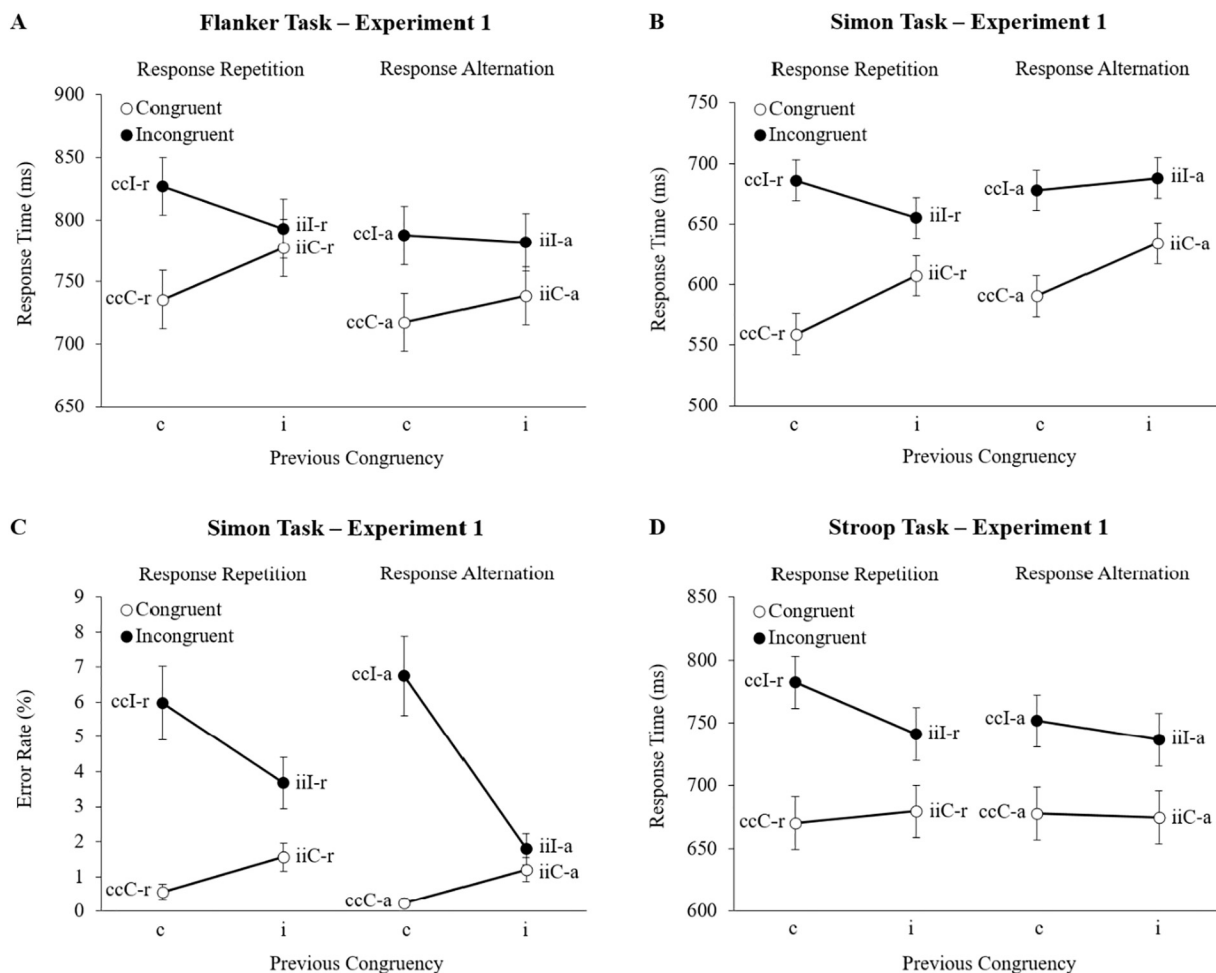 A
Flanker Task – Experiment 1
Response Repetition
Response Alternation
Congruent
Incongruent
900
850
800
750
700
650
Response Time (ms)
ccI-r
iiI-r
iiC-r
ccC-r
ccI-a
iiI-a
ccC-a
iiC-a
c
i
c
i
Previous Congruency
B
Simon Task – Experiment 1
Response Repetition
Response Alternation
Congruent
Incongruent
750
700
650
600
550
500
Response Time (ms)
ccI-r
iiI-r
iiC-r
ccC-r
ccI-a
iiI-a
iiC-a
ccC-a
c
i
c
i
Previous Congruency
C
Simon Task – Experiment 1
Response Repetition
Response Alternation
Congruent
Incongruent
9
8
7
6
5
4
3
2
1
0
Error Rate (%)
ccI-r
iiI-r
iiC-r
ccC-r
ccI-a
iiI-a
iiC-a
ccC-a
c
i
c
i
Previous Congruency
D
Stroop Task – Experiment 1
Response Repetition
Response Alternation
Congruent
Incongruent
850
800
750
700
650
600
Response Time (ms)
ccI-r
iiI-r
iiC-r
ccC-r
ccI-a
iiI-a
ccC-a
iiC-a
c
i
c
i
Previous Congruency